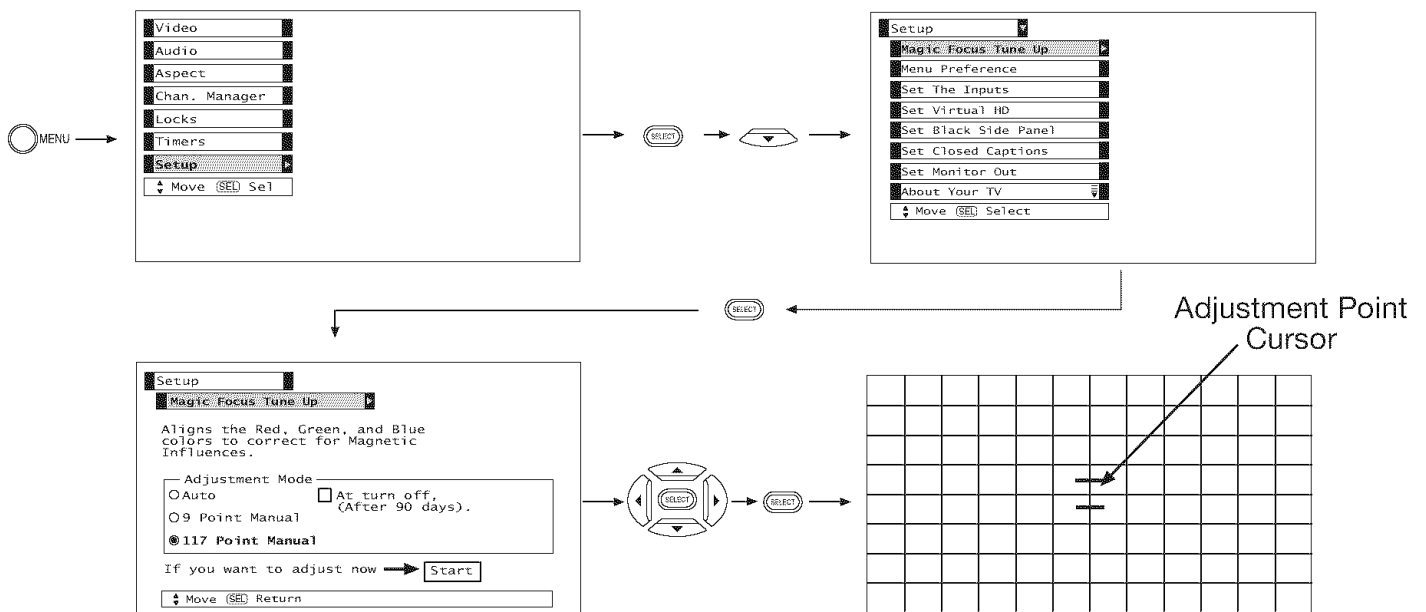 MENU
Video
Audio
Aspect
Chan. Manager
Locks
Timers
Setup
Move SEL Sel
SELECT
Setup
Magic Focus Tune Up
Menu Preference
Set The Inputs
Set Virtual HD
Set Black Side Panel
Set Closed Captions
Set Monitor Out
About Your TV
Move SEL Select
SELECT
Setup
Magic Focus Tune Up
Aligns the Red, Green, and Blue
colors to correct for Magnetic
Influences.
Adjustment Mode
Auto
At turn off,
(After 90 days).
9 Point Manual
117 Point Manual
If you want to adjust now
Start
Move SEL Return
SELECT
SELECT
Adjustment Point
Cursor